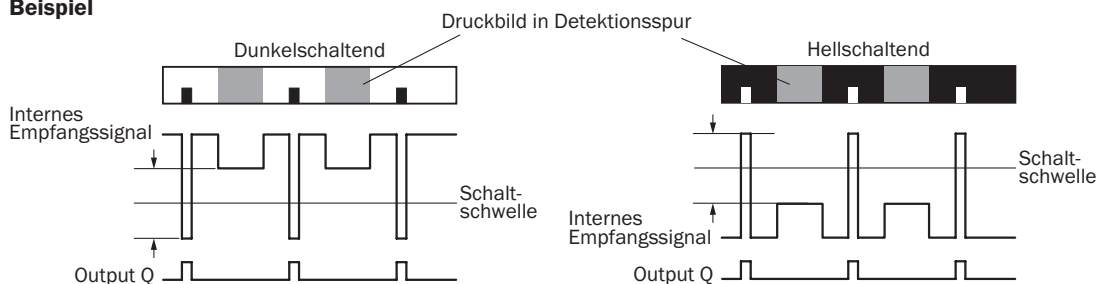 Beispiel
Druckbild in Detektionsspur
Dunkelschaltend
Hellschaltend
Internes
Empfangssignal
Schalt-
schwelle
Output Q
Schalt-
schwelle
Internes
Empfangssignal
Output Q